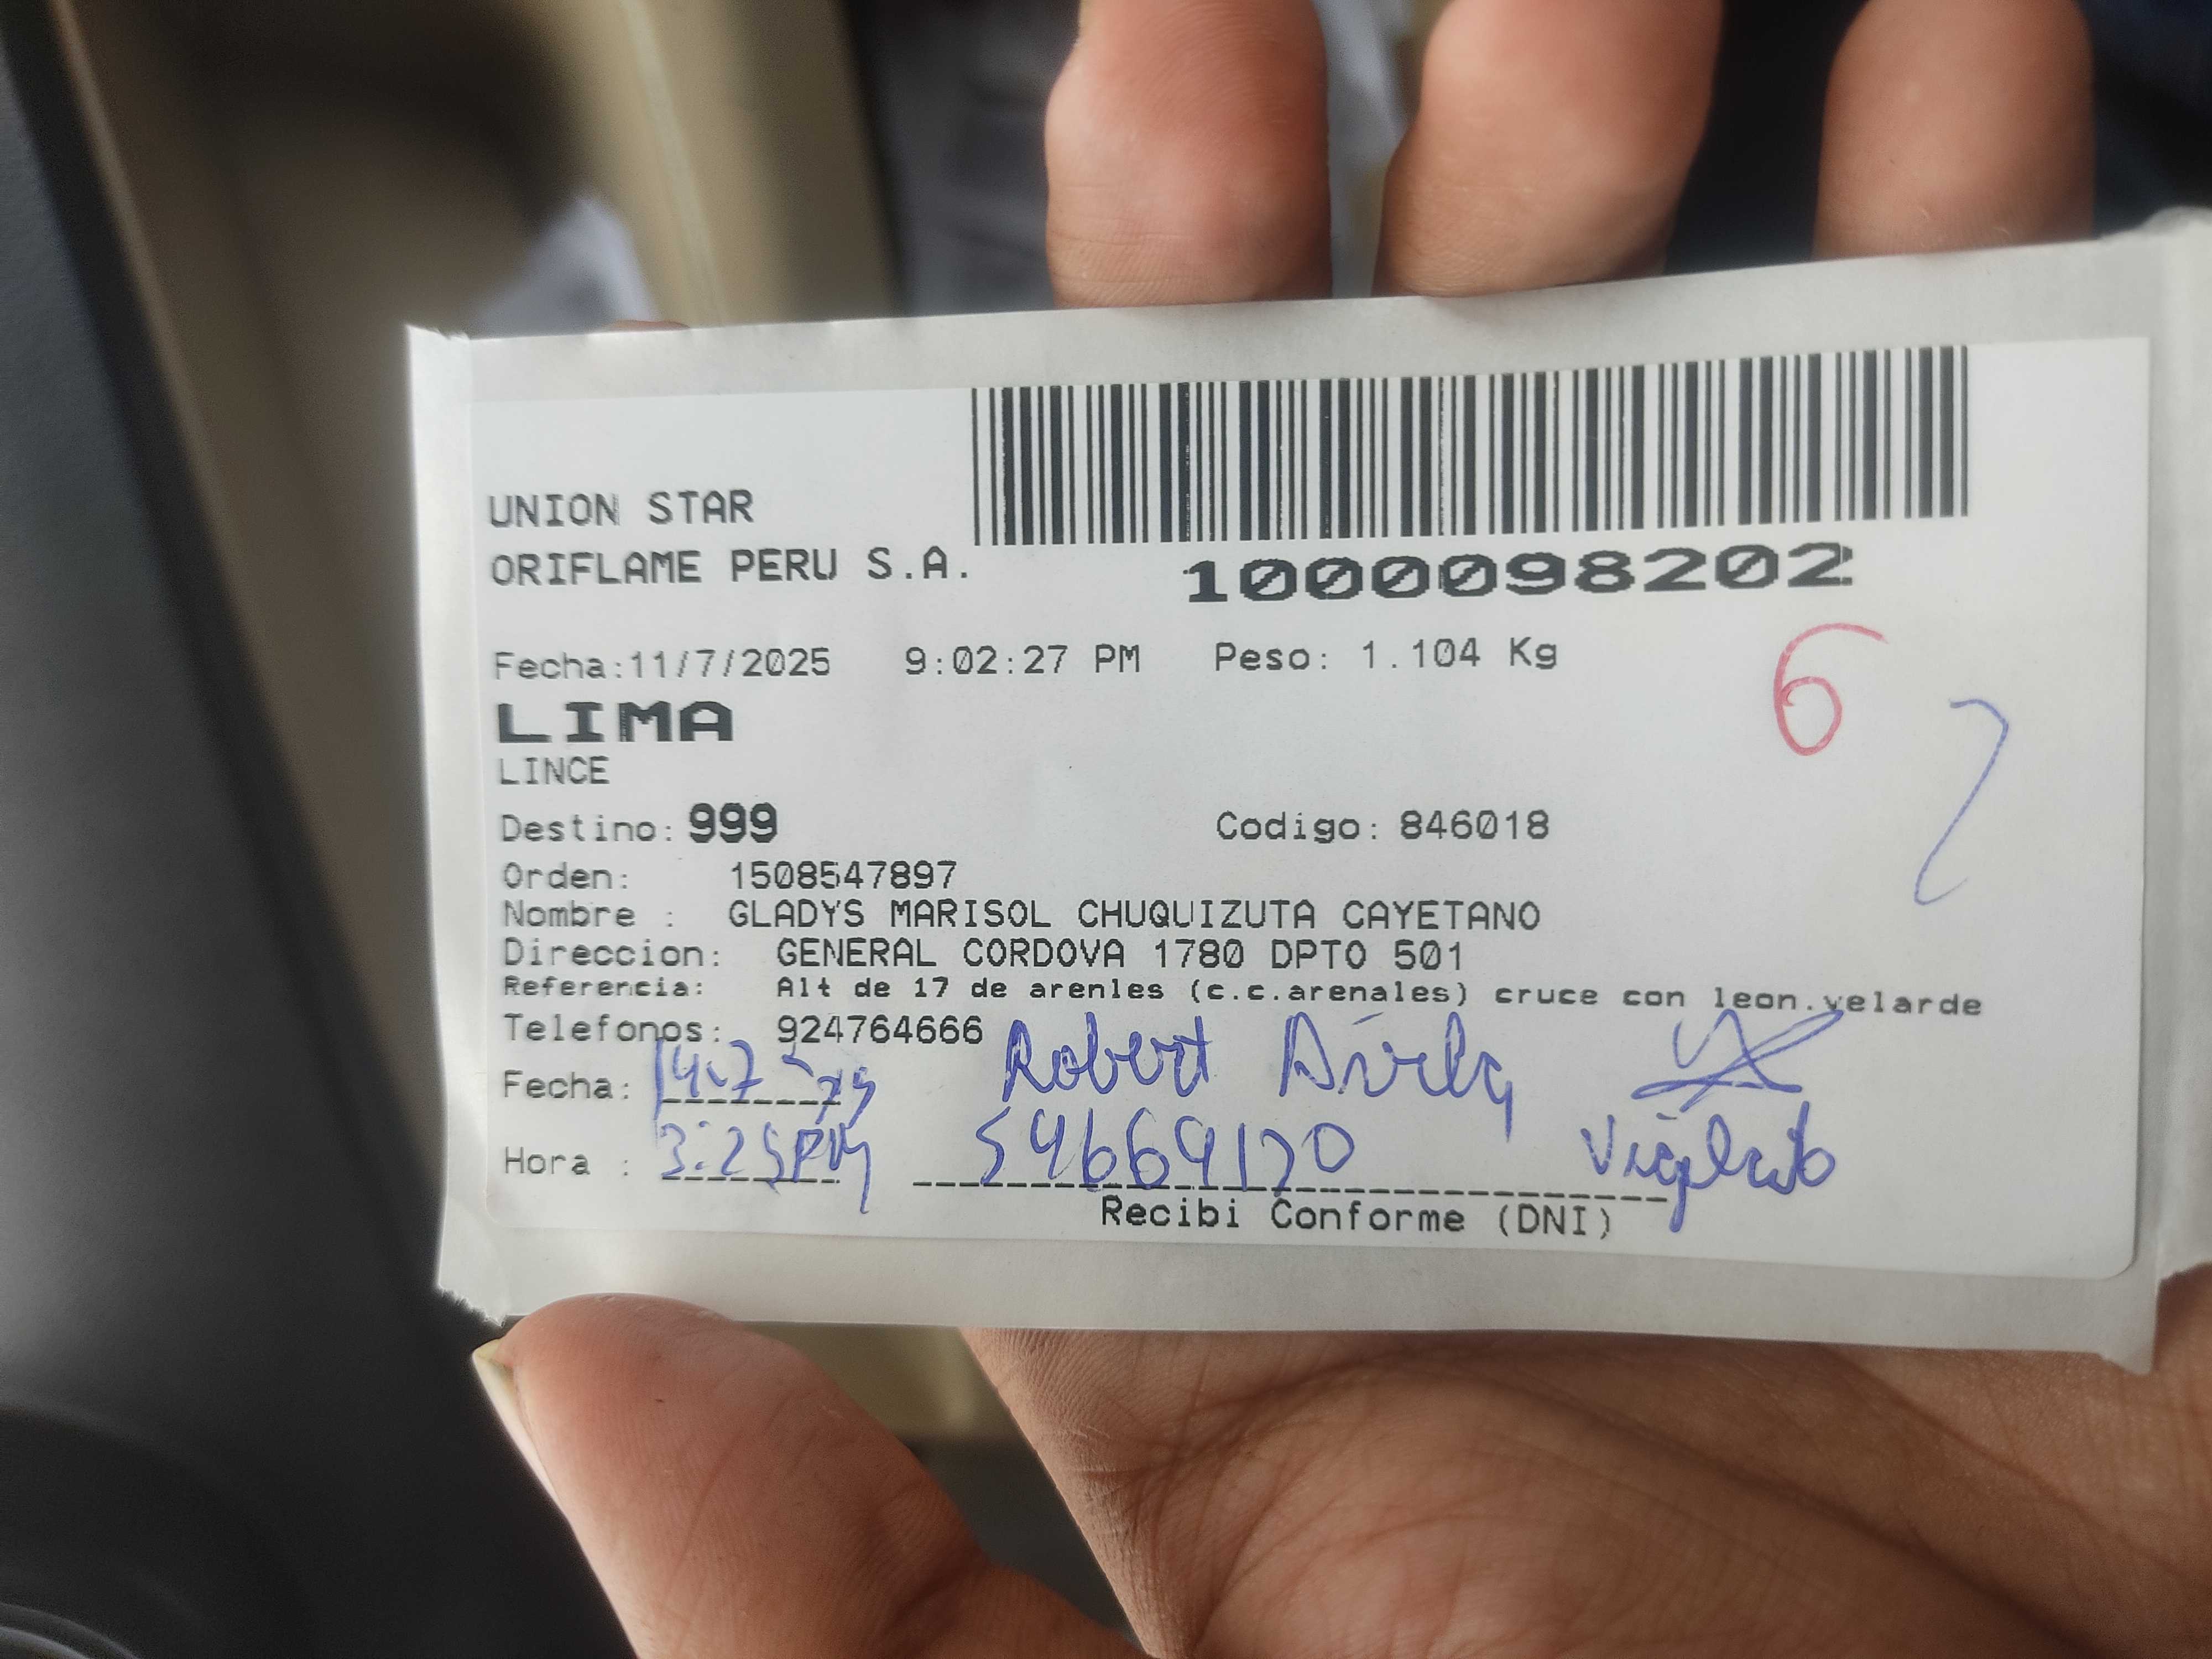 UNION STAR
ORIFLAME PERU S.A.
1000098202
Fecha:11/7/2025 9:02:27 PM Peso: 1.104 Kg
6
LIMA
LINCE
Destino: 999 Codigo: 846018
Orden: 1508547897
Nombre : GLADYS MARISOL CHUQUIZUTA CAYETANO
Direccion: GENERAL CORDOVA 1780 DPTO 501
Referencia: Alt de 17 de arenles (c.c.arenales) cruce con leon.velarde
Telefonos: 924764666
Fecha: 14-7- Robert
Hora : 3:25PM
Recibi Conforme (DNI)